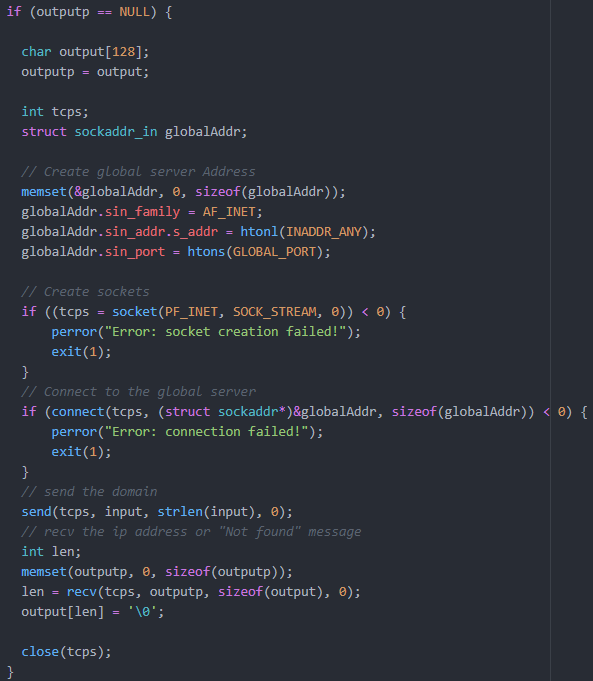 if (outputp == NULL) {
char output[128];
outputp = output;
int tcps;
struct sockaddr_in globalAddr;
// Create global server Address
memset(&globalAddr, 0, sizeof(globalAddr));
globalAddr.sin_family = AF_INET;
globalAddr.sin_addr.s_addr = htonl(INADDR_ANY);
globalAddr.sin_port = htons(GLOBAL_PORT);
// Create sockets
if ((tcps = socket(PF_INET, SOCK_STREAM, 0)) < 0) {
perror("Error: socket creation failed!");
exit(1);
}
// Connect to the global server
if (connect(tcps, (struct sockaddr*)&globalAddr, sizeof(globalAddr)) < 0) {
perror("Error: connection failed!");
exit(1);
}
// send the domain
send(tcps, input, strlen(input), 0);
// recv the ip address or "Not found" message
int len;
memset(outputp, 0, sizeof(outputp));
len = recv(tcps, outputp, sizeof(output), 0);
output[len] = '\0';
close(tcps);
}